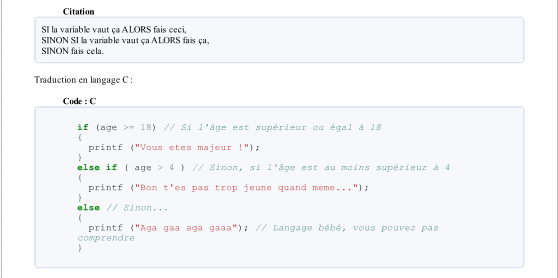 Citation
SI la variable vaut ça ALORS fais ceci,
SINON SI la variable vaut ça ALORS fais ça,
SINON fais cela.
Traduction en langage C :
Code : C
if (age >= 18) // Si l'âge est supérieur ou égal à 18
{
printf ("Vous etes majeur !");
}
else if ( age > 4 ) // Sinon, si l'âge est au moins supérieur à 4
{
printf ("Bon t'es pas trop jeune quand meme...");
}
else // Sinon...
{
printf ("Aga gaa aga gaaa"); // Langage bébé, vous pouvez pas
comprendre
}